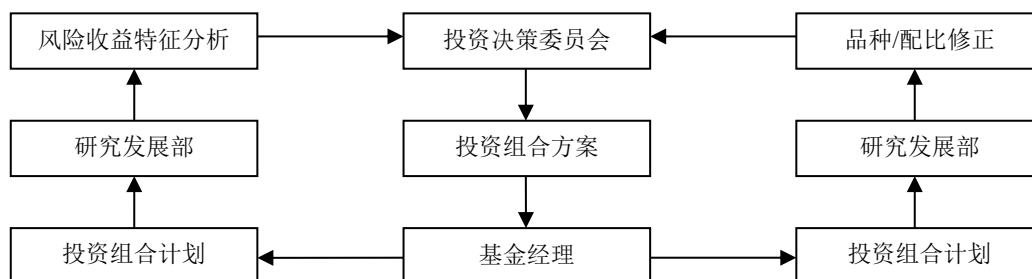 风险收益特征分析
投资决策委员会
品种/配比修正
研究发展部
投资组合方案
研究发展部
投资组合计划
基金经理
投资组合计划